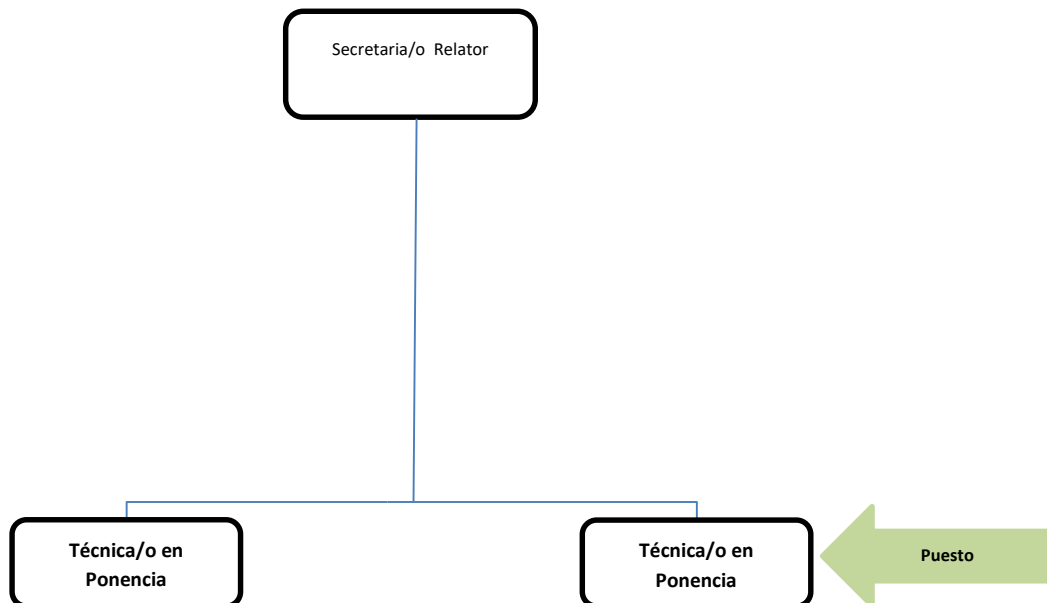 Secretaria/o Relator
Técnica/o en
Ponencia
Técnica/o en
Ponencia
Puesto